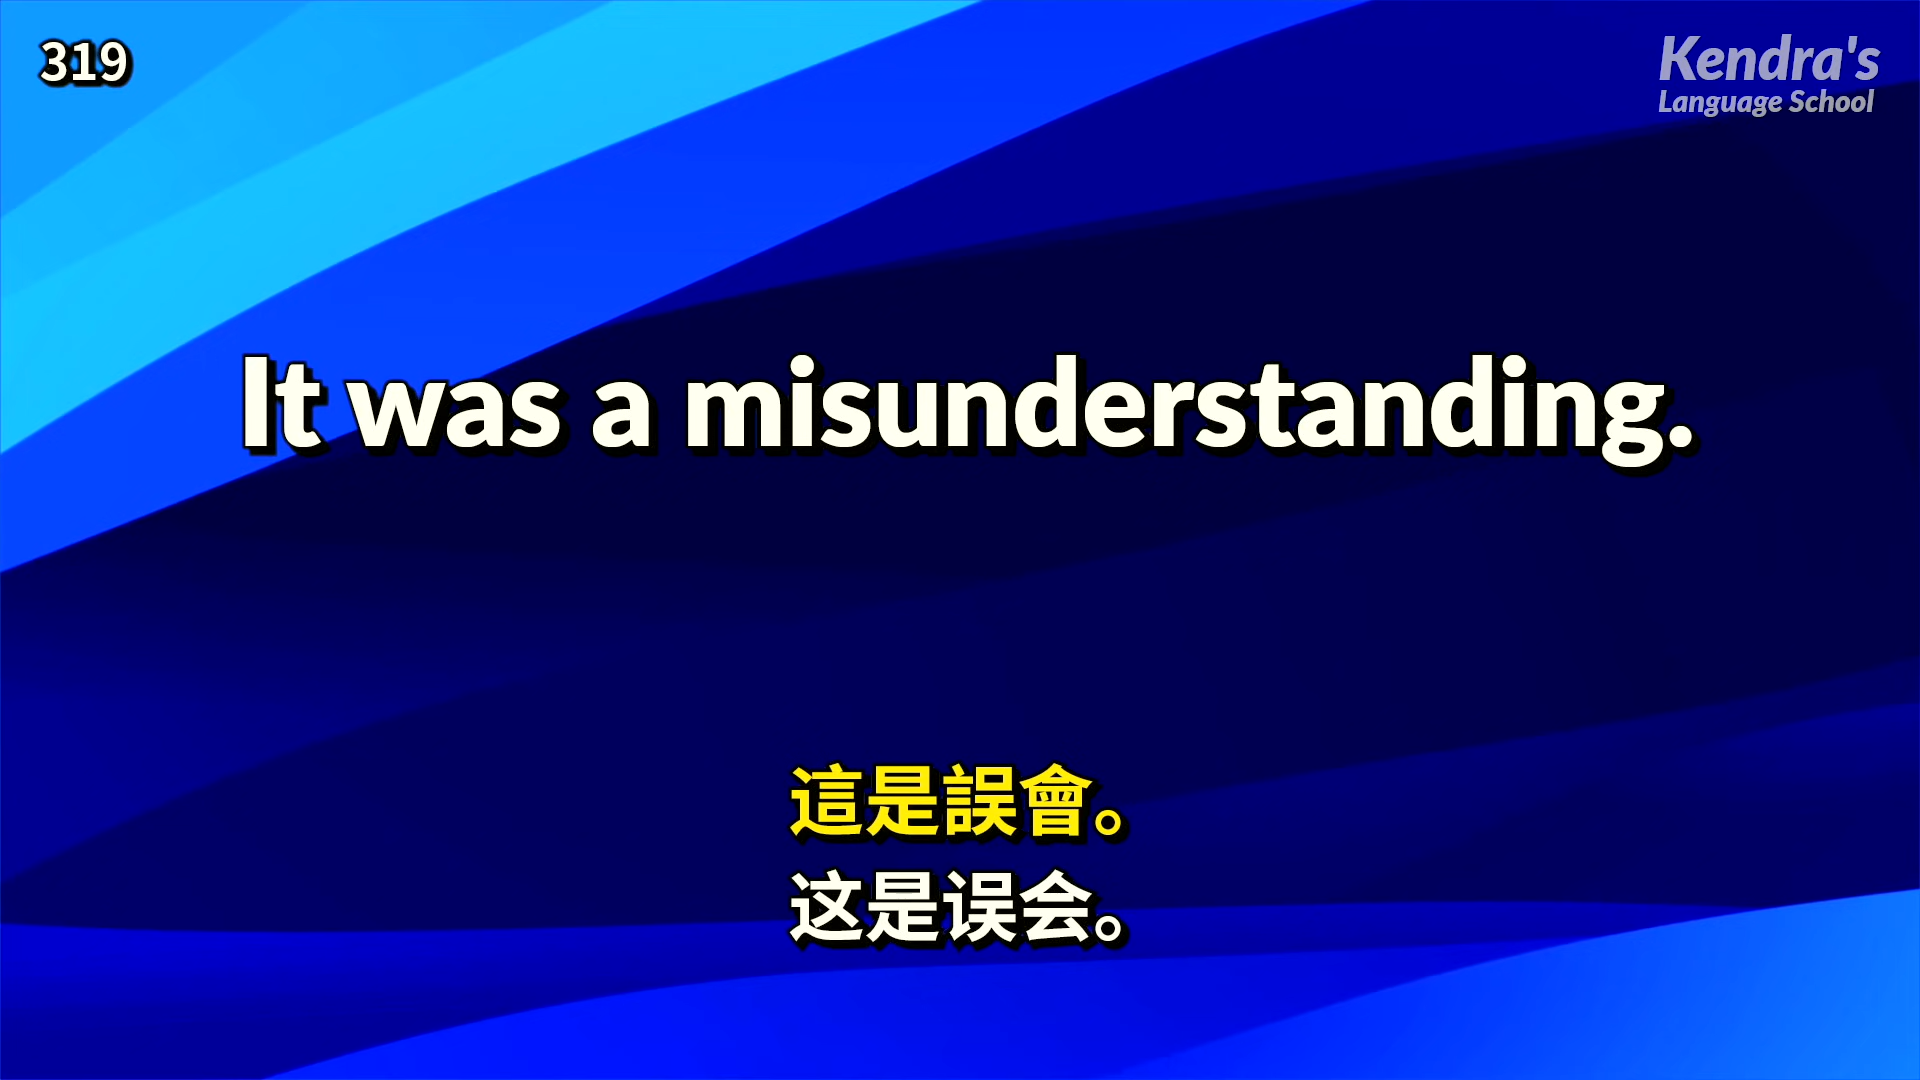 319
Kendra's
Language School
It was a misunderstanding.
這是誤會。
这是误会。